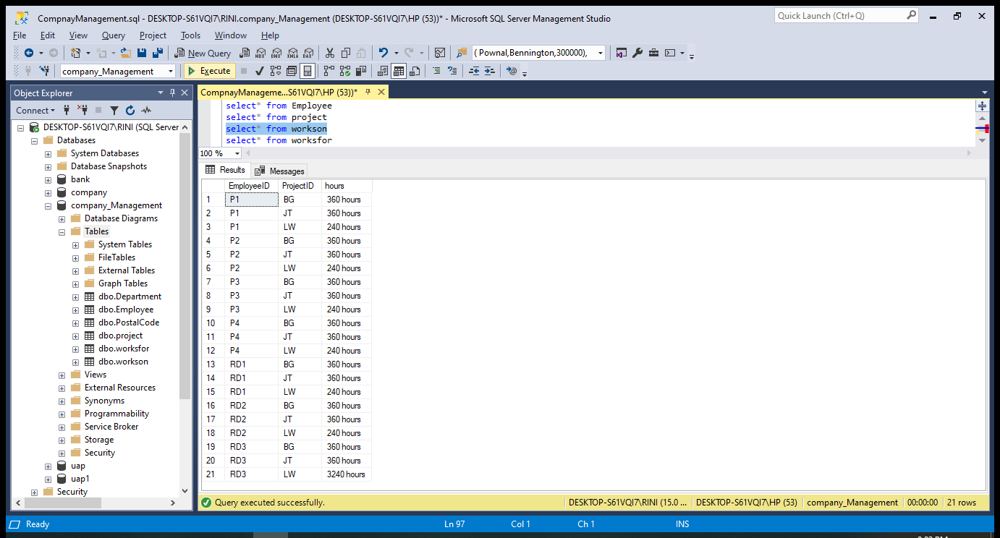 CompnayManagement.sql - DESKTOP-S61VQI7\RINI.company_Management (DESKTOP-S61VQI7\HP (53))* - Microsoft SQL Server Management Studio
Quick Launch (Ctrl+Q)
File Edit View Query Project Tools Window Help
New Query MDX DMX XMLA DAX ( Pownal,Bennington,300000),
company_Management Execute
Object Explorer
Connect
DESKTOP-S61VQI7\RINI (SQL Server
Databases
System Databases
Database Snapshots
bank
company
company_Management
Database Diagrams
Tables
System Tables
FileTables
External Tables
Graph Tables
dbo.Department
dbo.Employee
dbo.PostalCode
dbo.project
dbo.worksfor
dbo.workson
Views
External Resources
Synonyms
Programmability
Service Broker
Storage
Security
uap
uap1
Security
CompnayManageme...S61VQI7\HP (53))*
select* from Employee
select* from project
select* from workson
select* from worksfor
100 %
Results Messages
EmployeeID ProjectID hours
1 P1 BG 360 hours
2 P1 JT 360 hours
3 P1 LW 240 hours
4 P2 BG 360 hours
5 P2 JT 360 hours
6 P2 LW 240 hours
7 P3 BG 360 hours
8 P3 JT 360 hours
9 P3 LW 240 hours
10 P4 BG 360 hours
11 P4 JT 360 hours
12 P4 LW 240 hours
13 RD1 BG 360 hours
14 RD1 JT 360 hours
15 RD1 LW 240 hours
16 RD2 BG 360 hours
17 RD2 JT 360 hours
18 RD2 LW 240 hours
19 RD3 BG 360 hours
20 RD3 JT 360 hours
21 RD3 LW 3240 hours
Query executed successfully. DESKTOP-S61VQI7\RINI (15.0 ... DESKTOP-S61VQI7\HP (53) company_Management 00:00:00 21 rows
Ready Ln 97 Col 1 Ch 1 INS